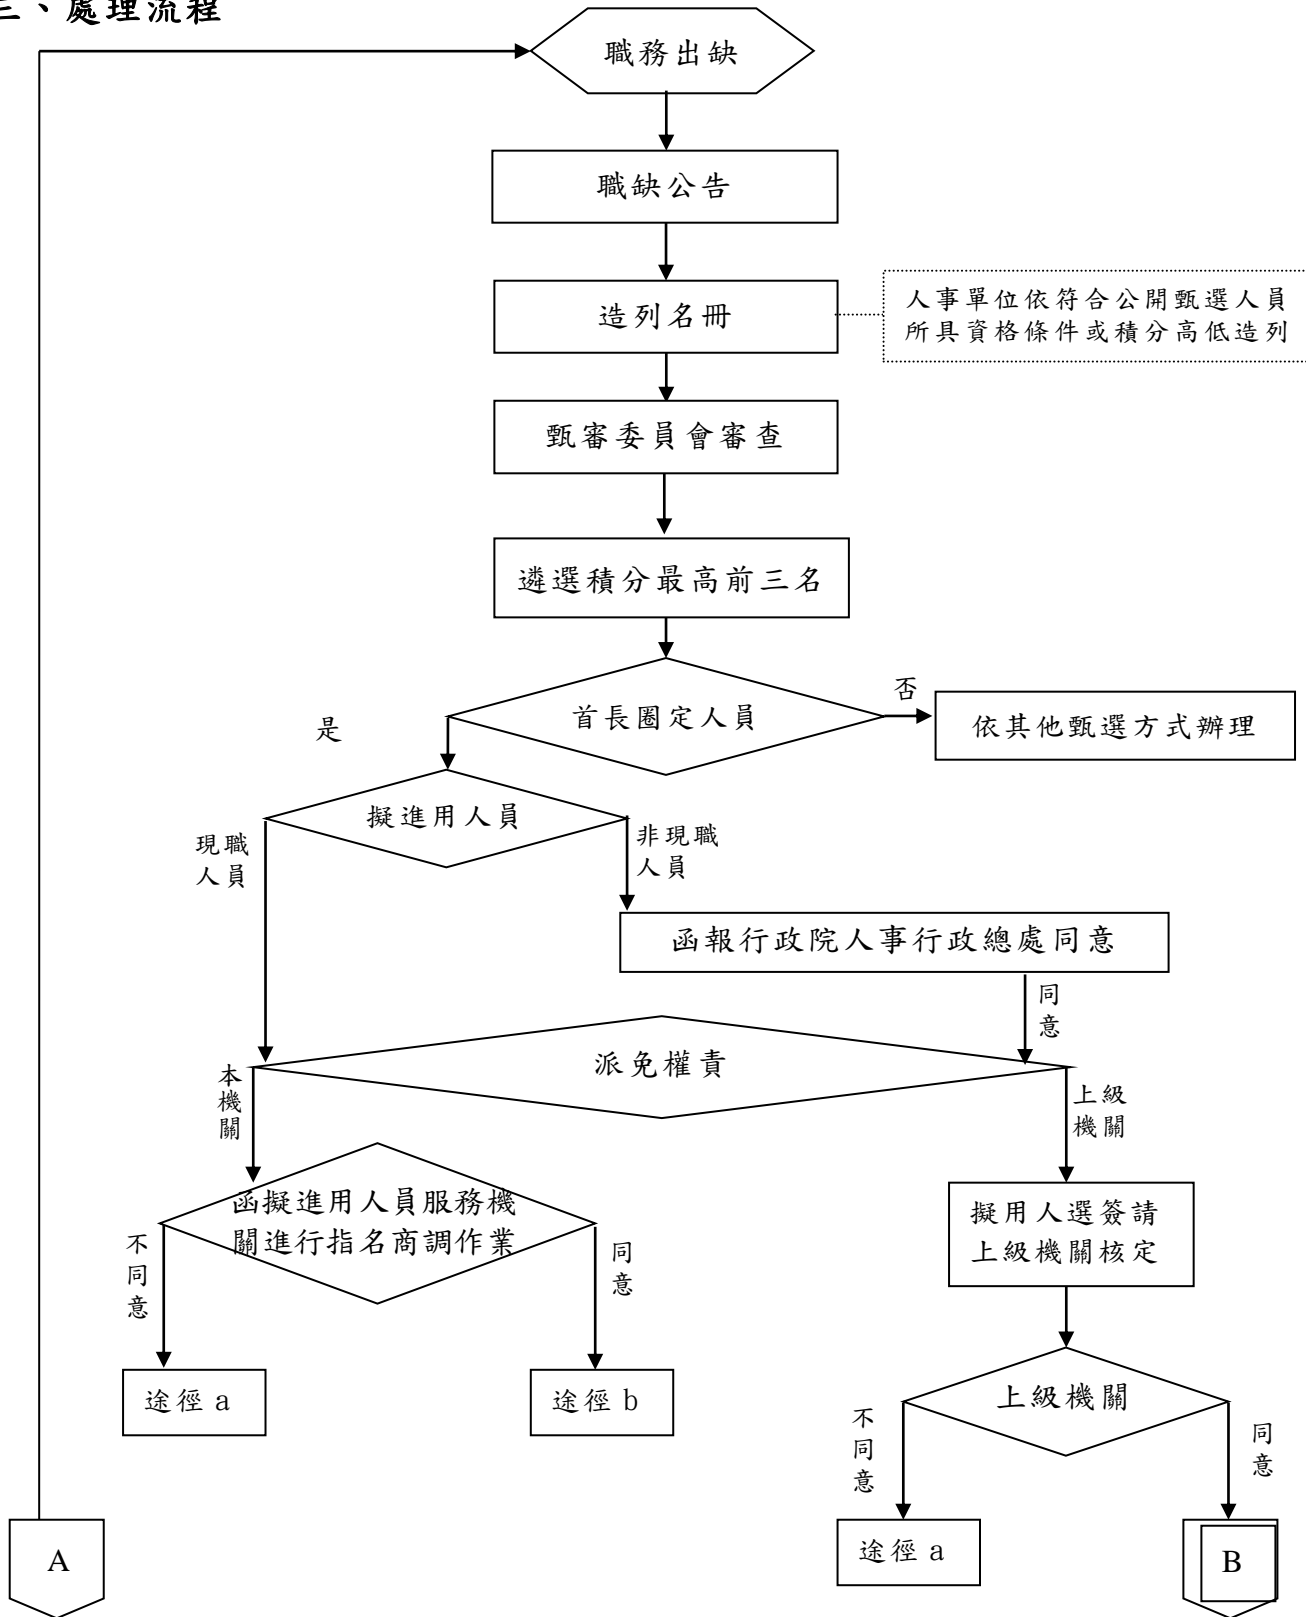 三、處理流程
職務出缺
職缺公告
造列名冊
人事單位依符合公開甄選人員
所具資格條件或積分高低造列
甄審委員會審查
遴選積分最高前三名
首長圈定人員
否
依其他甄選方式辦理
是
擬進用人員
現職
人員
非現職
人員
函報行政院人事行政總處同意
同
意
派免權責
本
機
關
上級
機關
函擬進用人員服務機
關進行指名商調作業
不
同
意
同
意
擬用人選簽請
上級機關核定
途徑 a
途徑 b
上級機關
不
同
意
同
意
途徑 a
A
B